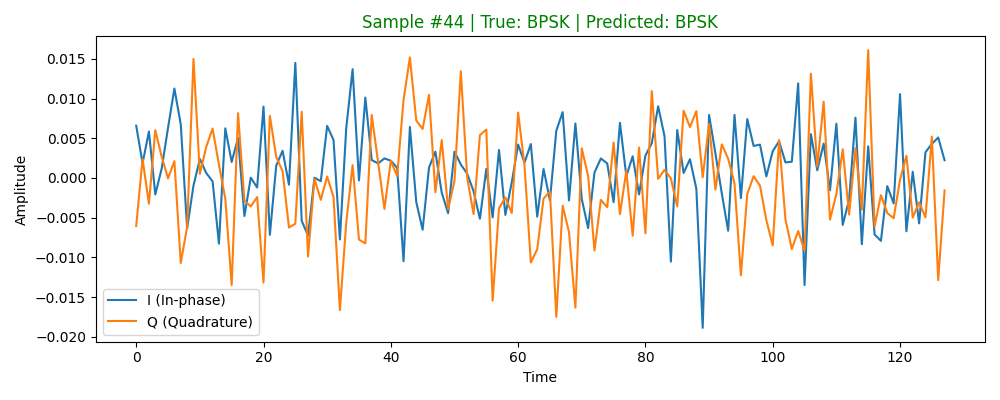 Sample #44 | True: BPSK | Predicted: BPSK
0.015
0.010
0.005
0.000
−0.005
−0.010
−0.015
−0.020
Amplitude
I (In-phase)
Q (Quadrature)
0 20 40 60 80 100 120
Time